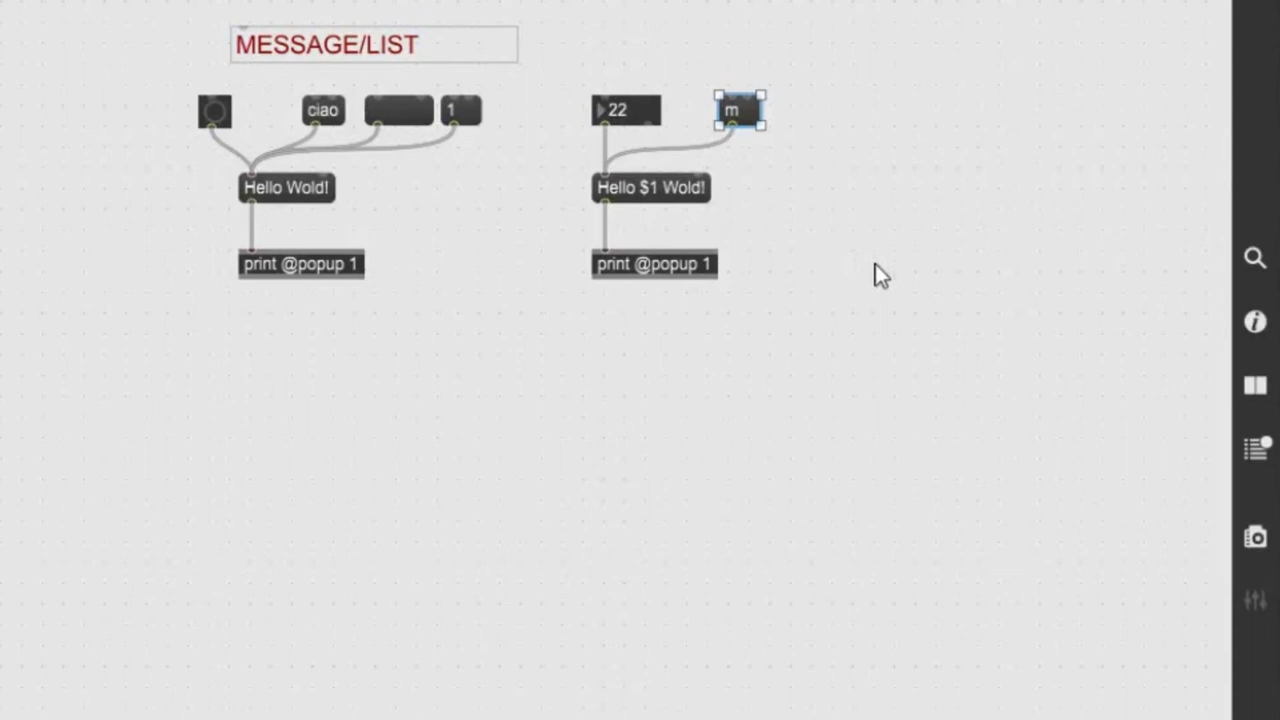 MESSAGE/LIST
ciao
1
22
m
Hello Wold!
Hello $1 Wold!
print @popup 1
print @popup 1